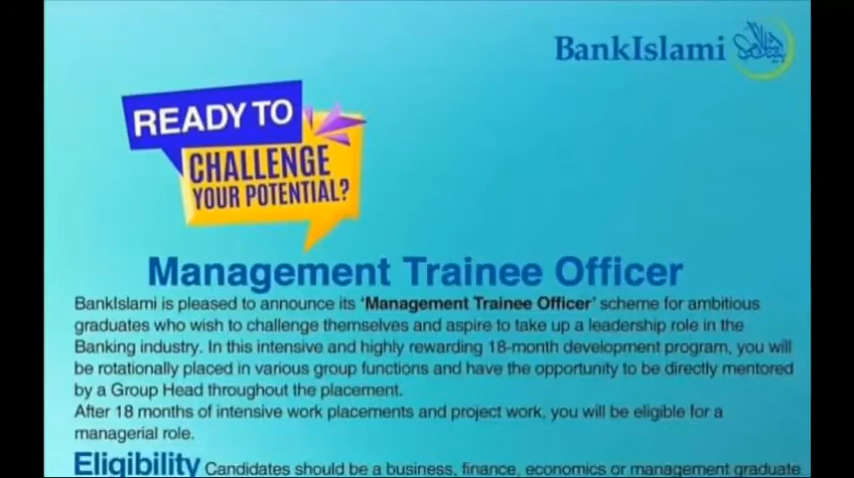 BankIslami
READY TO
CHALLENGE
YOUR POTENTIAL?
Management Trainee Officer
BankIslami is pleased to announce its 'Management Trainee Officer' scheme for ambitious
graduates who wish to challenge themselves and aspire to take up a leadership role in the
Banking industry. In this intensive and highly rewarding 18-month development program, you will
be rotationally placed in various group functions and have the opportunity to be directly mentored
by a Group Head throughout the placement.
After 18 months of intensive work placements and project work, you will be eligible for a
managerial role.
Eligibility Candidates should be a business, finance, economics or management graduate